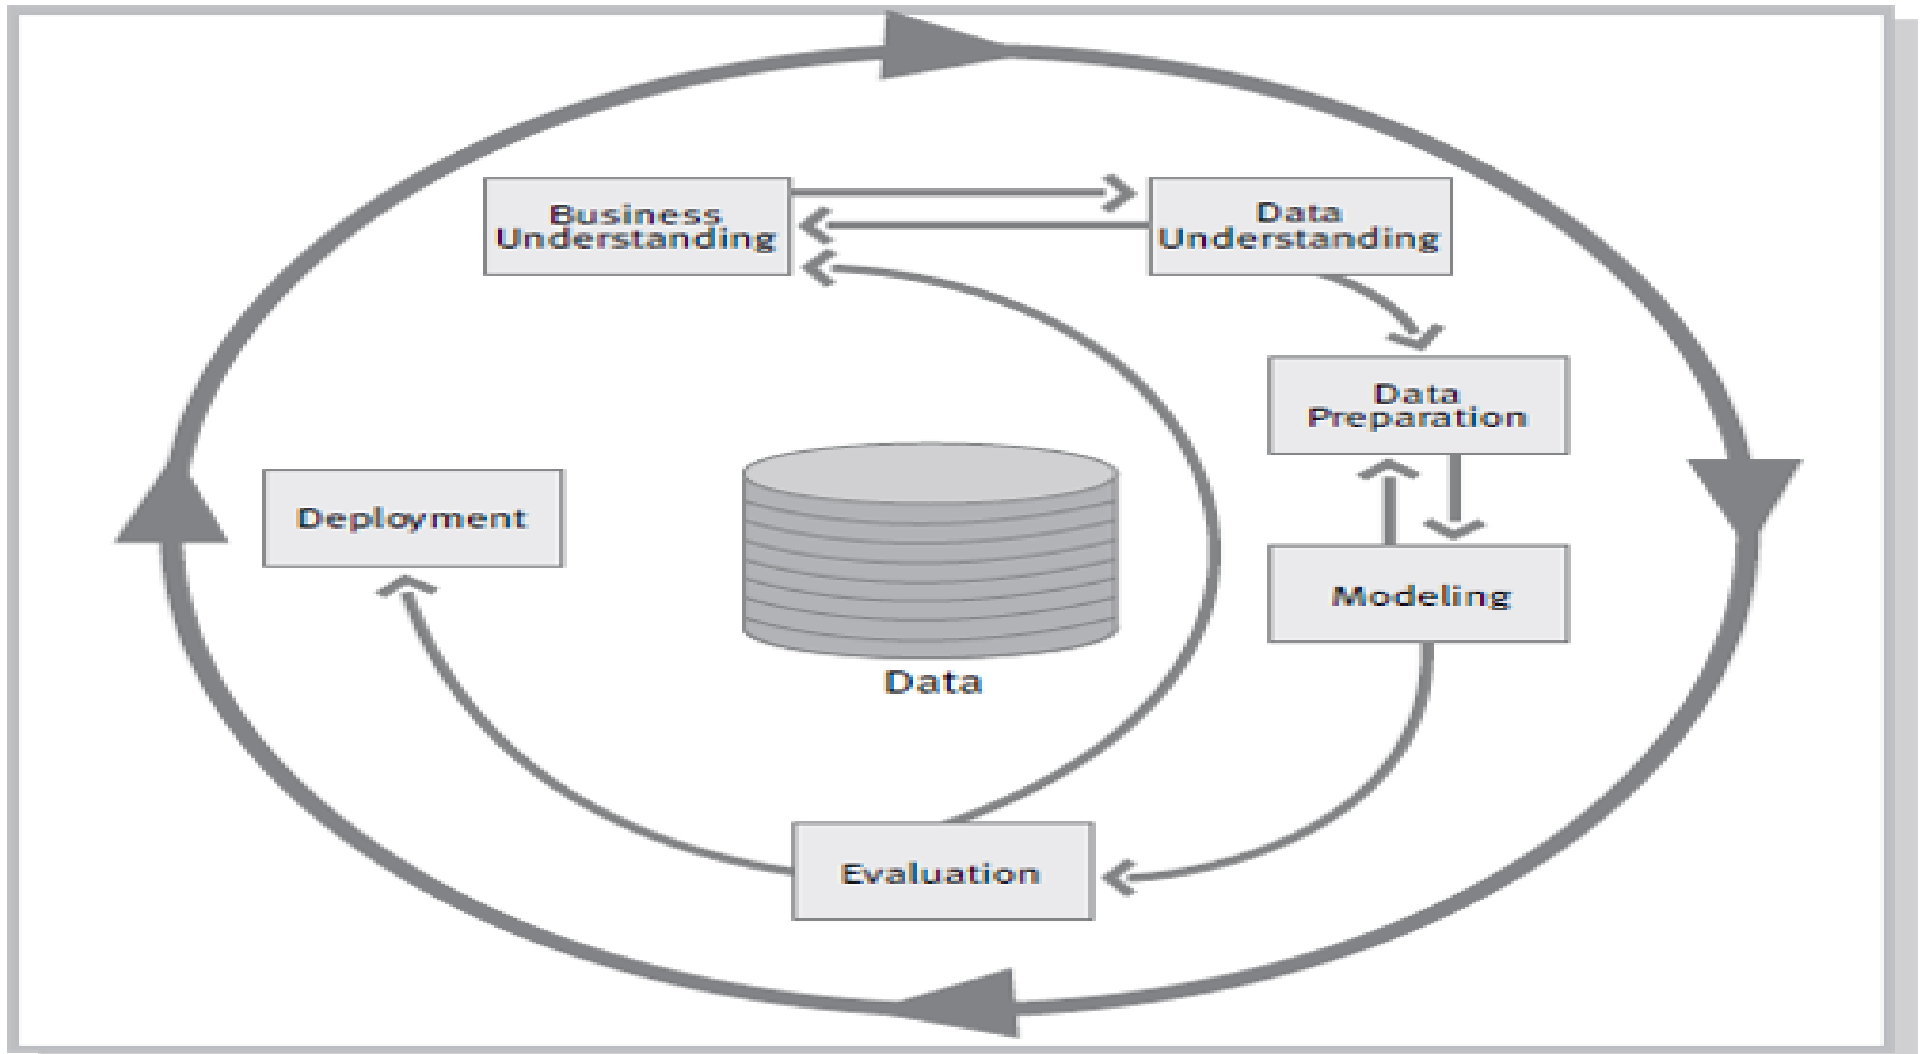 Business
Understanding
Data
Understanding
Data
Preparation
Deployment
Modeling
Data
Evaluation